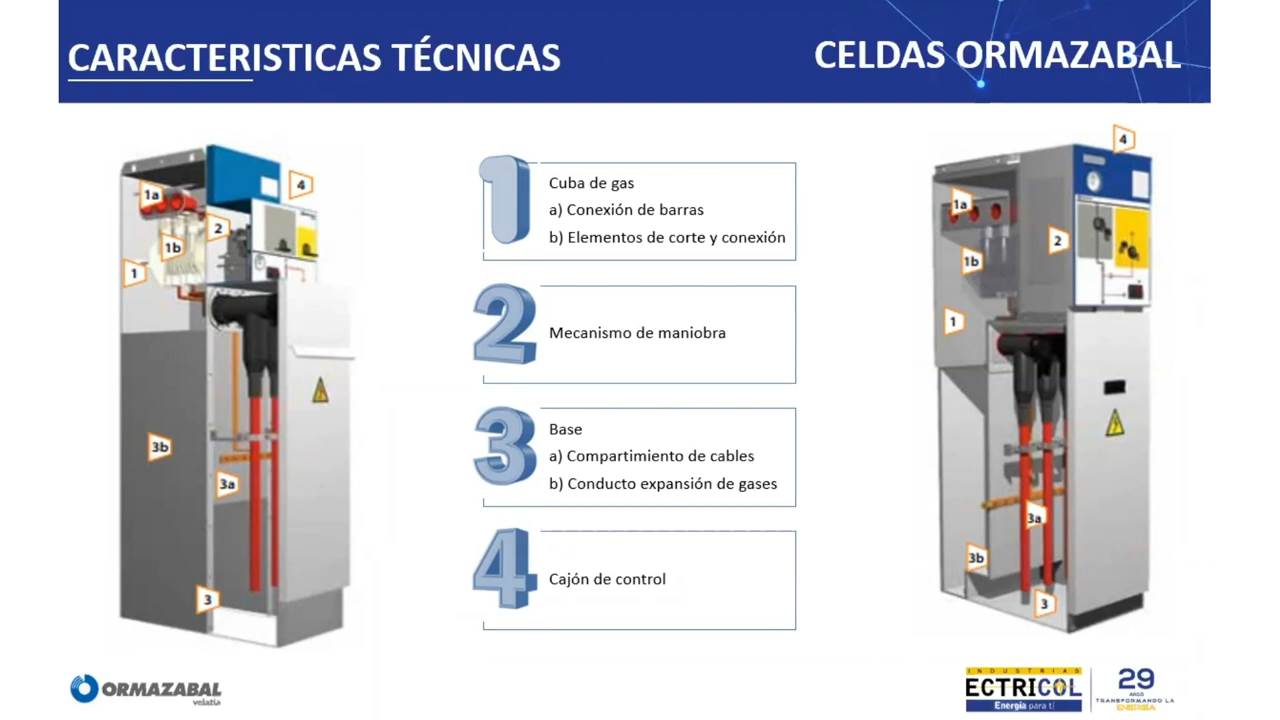 CARACTERISTICAS TÉCNICAS
CELDAS ORMAZABAL
1
Cuba de gas
a) Conexión de barras
b) Elementos de corte y conexión
2
Mecanismo de maniobra
3
Base
a) Compartimiento de cables
b) Conducto expansión de gases
4
Cajón de control
1a
4
2
1b
1
3b
3a
3
4
1a
2
1b
1
3a
3b
3
ORMAZABAL
velatia
INDUSTRIAS
ECTRICOL
Energía para ti
29
AÑOS
TRANSFORMANDO LA
ENERGÍA